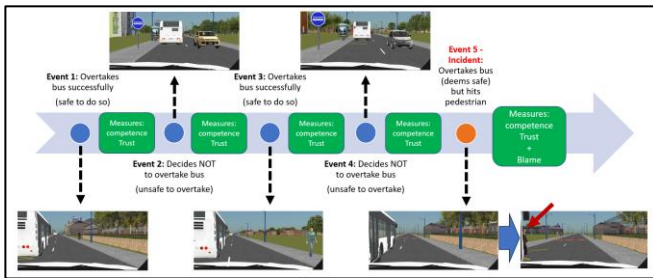 Event 1: Overtakes
bus successfully
(safe to do so)
Event 3: Overtakes
bus successfully
(safe to do so)
Event 5 -
Incident:
Overtakes bus
(deems safe)
but hits
pedestrian
Measures:
competence
Trust
Measures:
competence
Trust
Measures:
competence
Trust
Measures:
competence
Trust
Measures:
competence
Trust
+
Blame
Event 2: Decides NOT
to overtake bus
(unsafe to overtake)
Event 4: Decides NOT
to overtake bus
(unsafe to overtake)